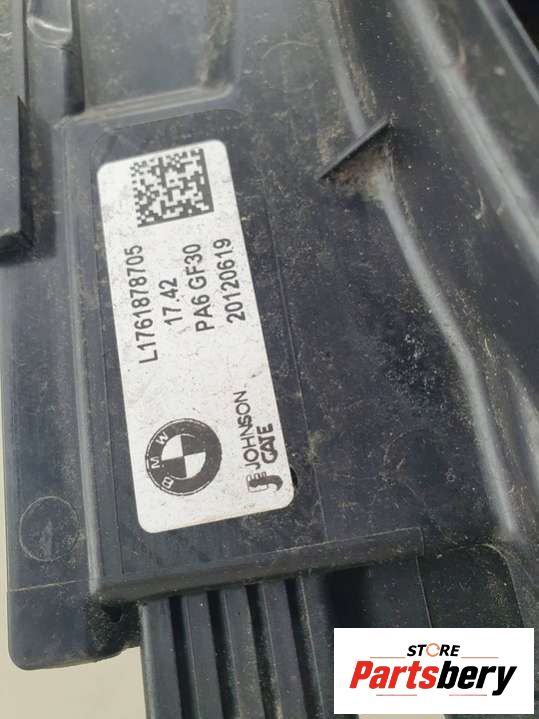 L1761878705
17.42
PA6 GF30
20120619
BMW
JOHNSON
GATE
STORE
Partsbery